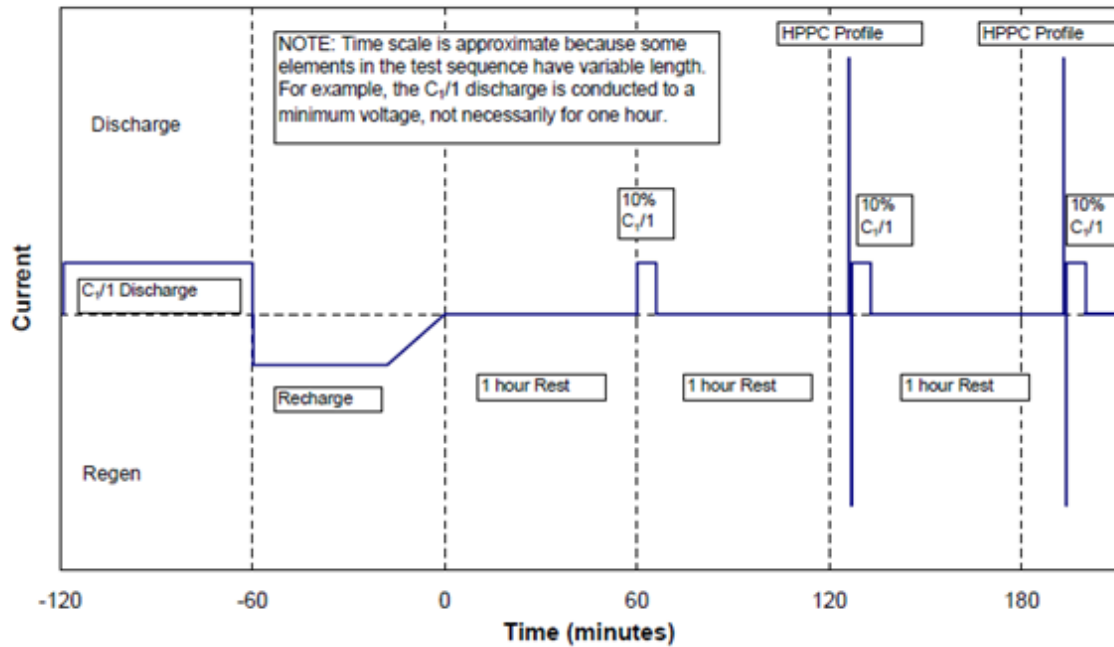 HPPC Profile
HPPC Profile
NOTE: Time scale is approximate because some
elements in the test sequence have variable length.
For example, the C₁/1 discharge is conducted to a
minimum voltage, not necessarily for one hour.
Discharge
10%
C₁/1
10%
C₁/1
10%
C₁/1
Current
C₁/1 Discharge
Recharge
1 hour Rest
1 hour Rest
1 hour Rest
Regen
-120
-60
0
60
120
180
Time (minutes)